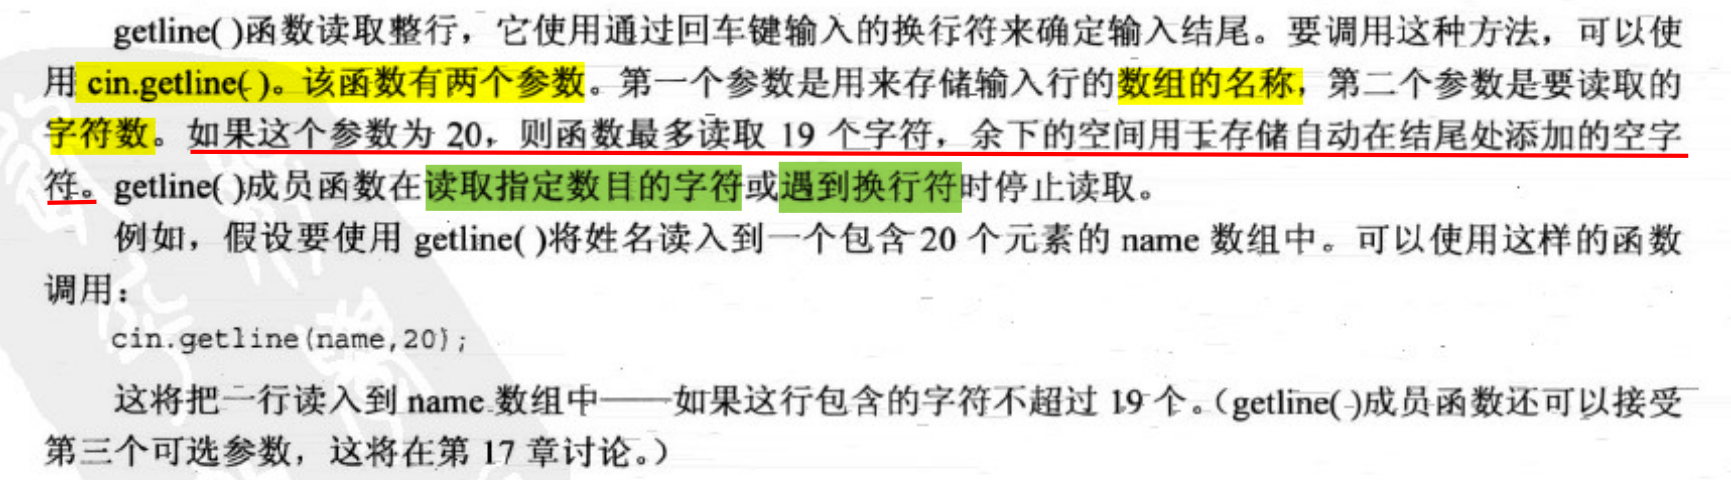 getline( )函数读取整行，它使用通过回车键输入的换行符来确定输入结尾。要调用这种方法，可以使
用 cin.getline( )。该函数有两个参数。第一个参数是用来存储输入行的数组的名称，第二个参数是要读取的
字符数。如果这个参数为 20，则函数最多读取 19 个字符，余下的空间用于存储自动在结尾处添加的空字
符。getline( )成员函数在读取指定数目的字符或遇到换行符时停止读取。
例如，假设要使用 getline( )将姓名读入到一个包含 20 个元素的 name 数组中。可以使用这样的函数
调用：
cin.getline(name,20);
这将把一行读入到 name 数组中——如果这行包含的字符不超过 19 个。（getline()成员函数还可以接受
第三个可选参数，这将在第 17 章讨论。）